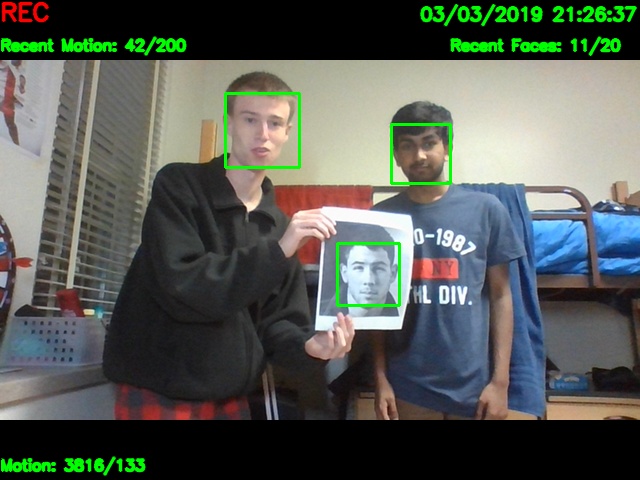 REC
03/03/2019 21:26:37
Recent Motion: 42/200
Recent Faces: 11/20
0-1987
NY
THL DIV.
Motion: 3816/133